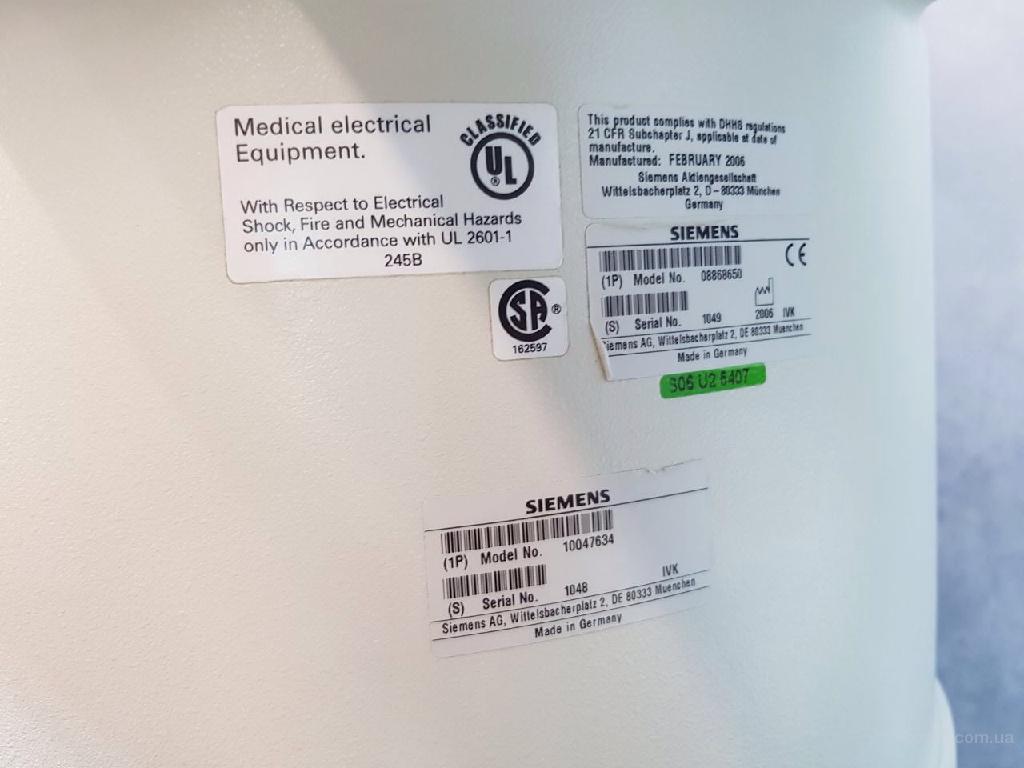 Medical electrical
Equipment.
CLASSIFIED
UL
®
With Respect to Electrical
Shock, Fire and Mechanical Hazards
only in Accordance with UL 2601-1
245B
SA ®
162597
This product complies with DHHS regulations
21 CFR Subchapter J, applicable at date of
manufacture.
Manufactured: FEBRUARY 2006
Siemens Aktiengesellschaft
Wittelsbacherplatz 2, D - 80333 München
Germany
SIEMENS
CE
(1P) Model No. 08868650
(S) Serial No. 1049 2006 IVK
Siemens AG, Wittelsbacherplatz 2, DE 80333 Muenchen
Made in Germany
S06 U2 6407
SIEMENS
(1P) Model No. 10047634
(S) Serial No. 1048 IVK
Siemens AG, Wittelsbacherplatz 2, DE 80333 Muenchen
Made in Germany
com.ua